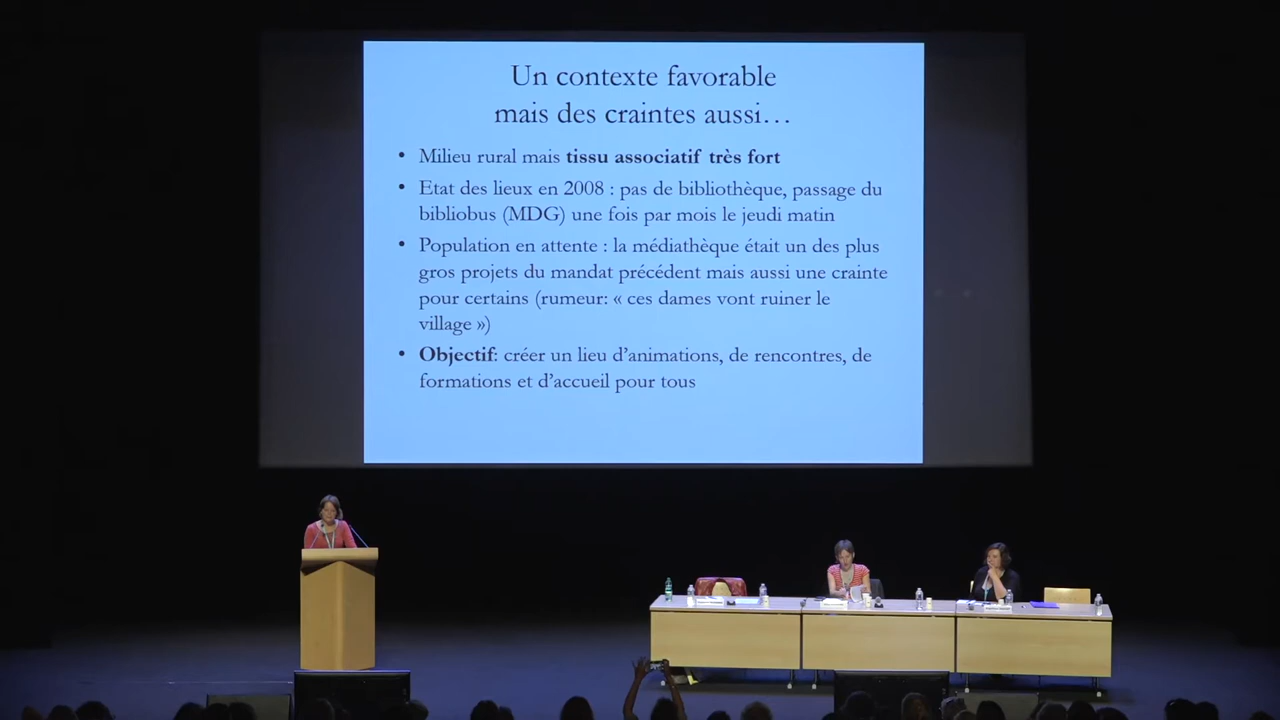 Un contexte favorable
mais des craintes aussi…
• Milieu rural mais tissu associatif très fort
• Etat des lieux en 2008 : pas de bibliothèque, passage du
bibliobus (MDG) une fois par mois le jeudi matin
• Population en attente : la médiathèque était un des plus
gros projets du mandat précédent mais aussi une crainte
pour certains (rumeur: « ces dames vont ruiner le
village »)
• Objectif: créer un lieu d’animations, de rencontres, de
formations et d’accueil pour tous